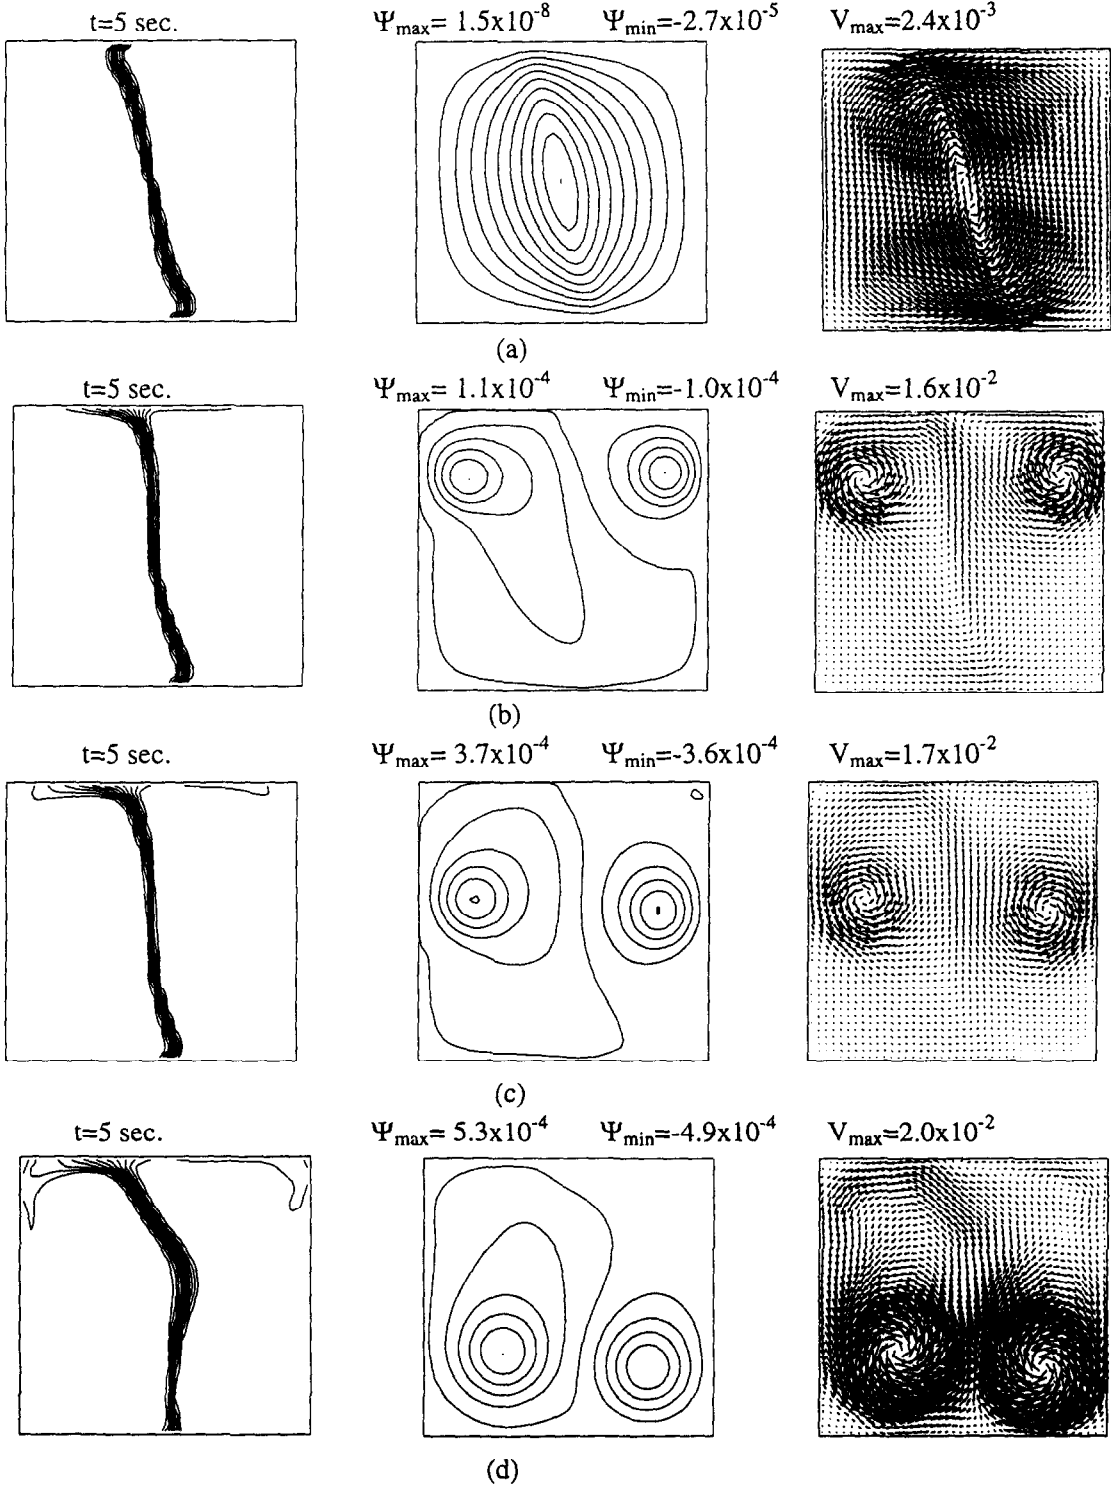 t=5 sec. Ψmax= 1.5x10⁻⁸ Ψmin=-2.7x10⁻⁵ Vmax=2.4x10⁻³
(a)
t=5 sec. Ψmax= 1.1x10⁻⁴ Ψmin=-1.0x10⁻⁴ Vmax=1.6x10⁻²
(b)
t=5 sec. Ψmax= 3.7x10⁻⁴ Ψmin=-3.6x10⁻⁴ Vmax=1.7x10⁻²
(c)
t=5 sec. Ψmax= 5.3x10⁻⁴ Ψmin=-4.9x10⁻⁴ Vmax=2.0x10⁻²
(d)